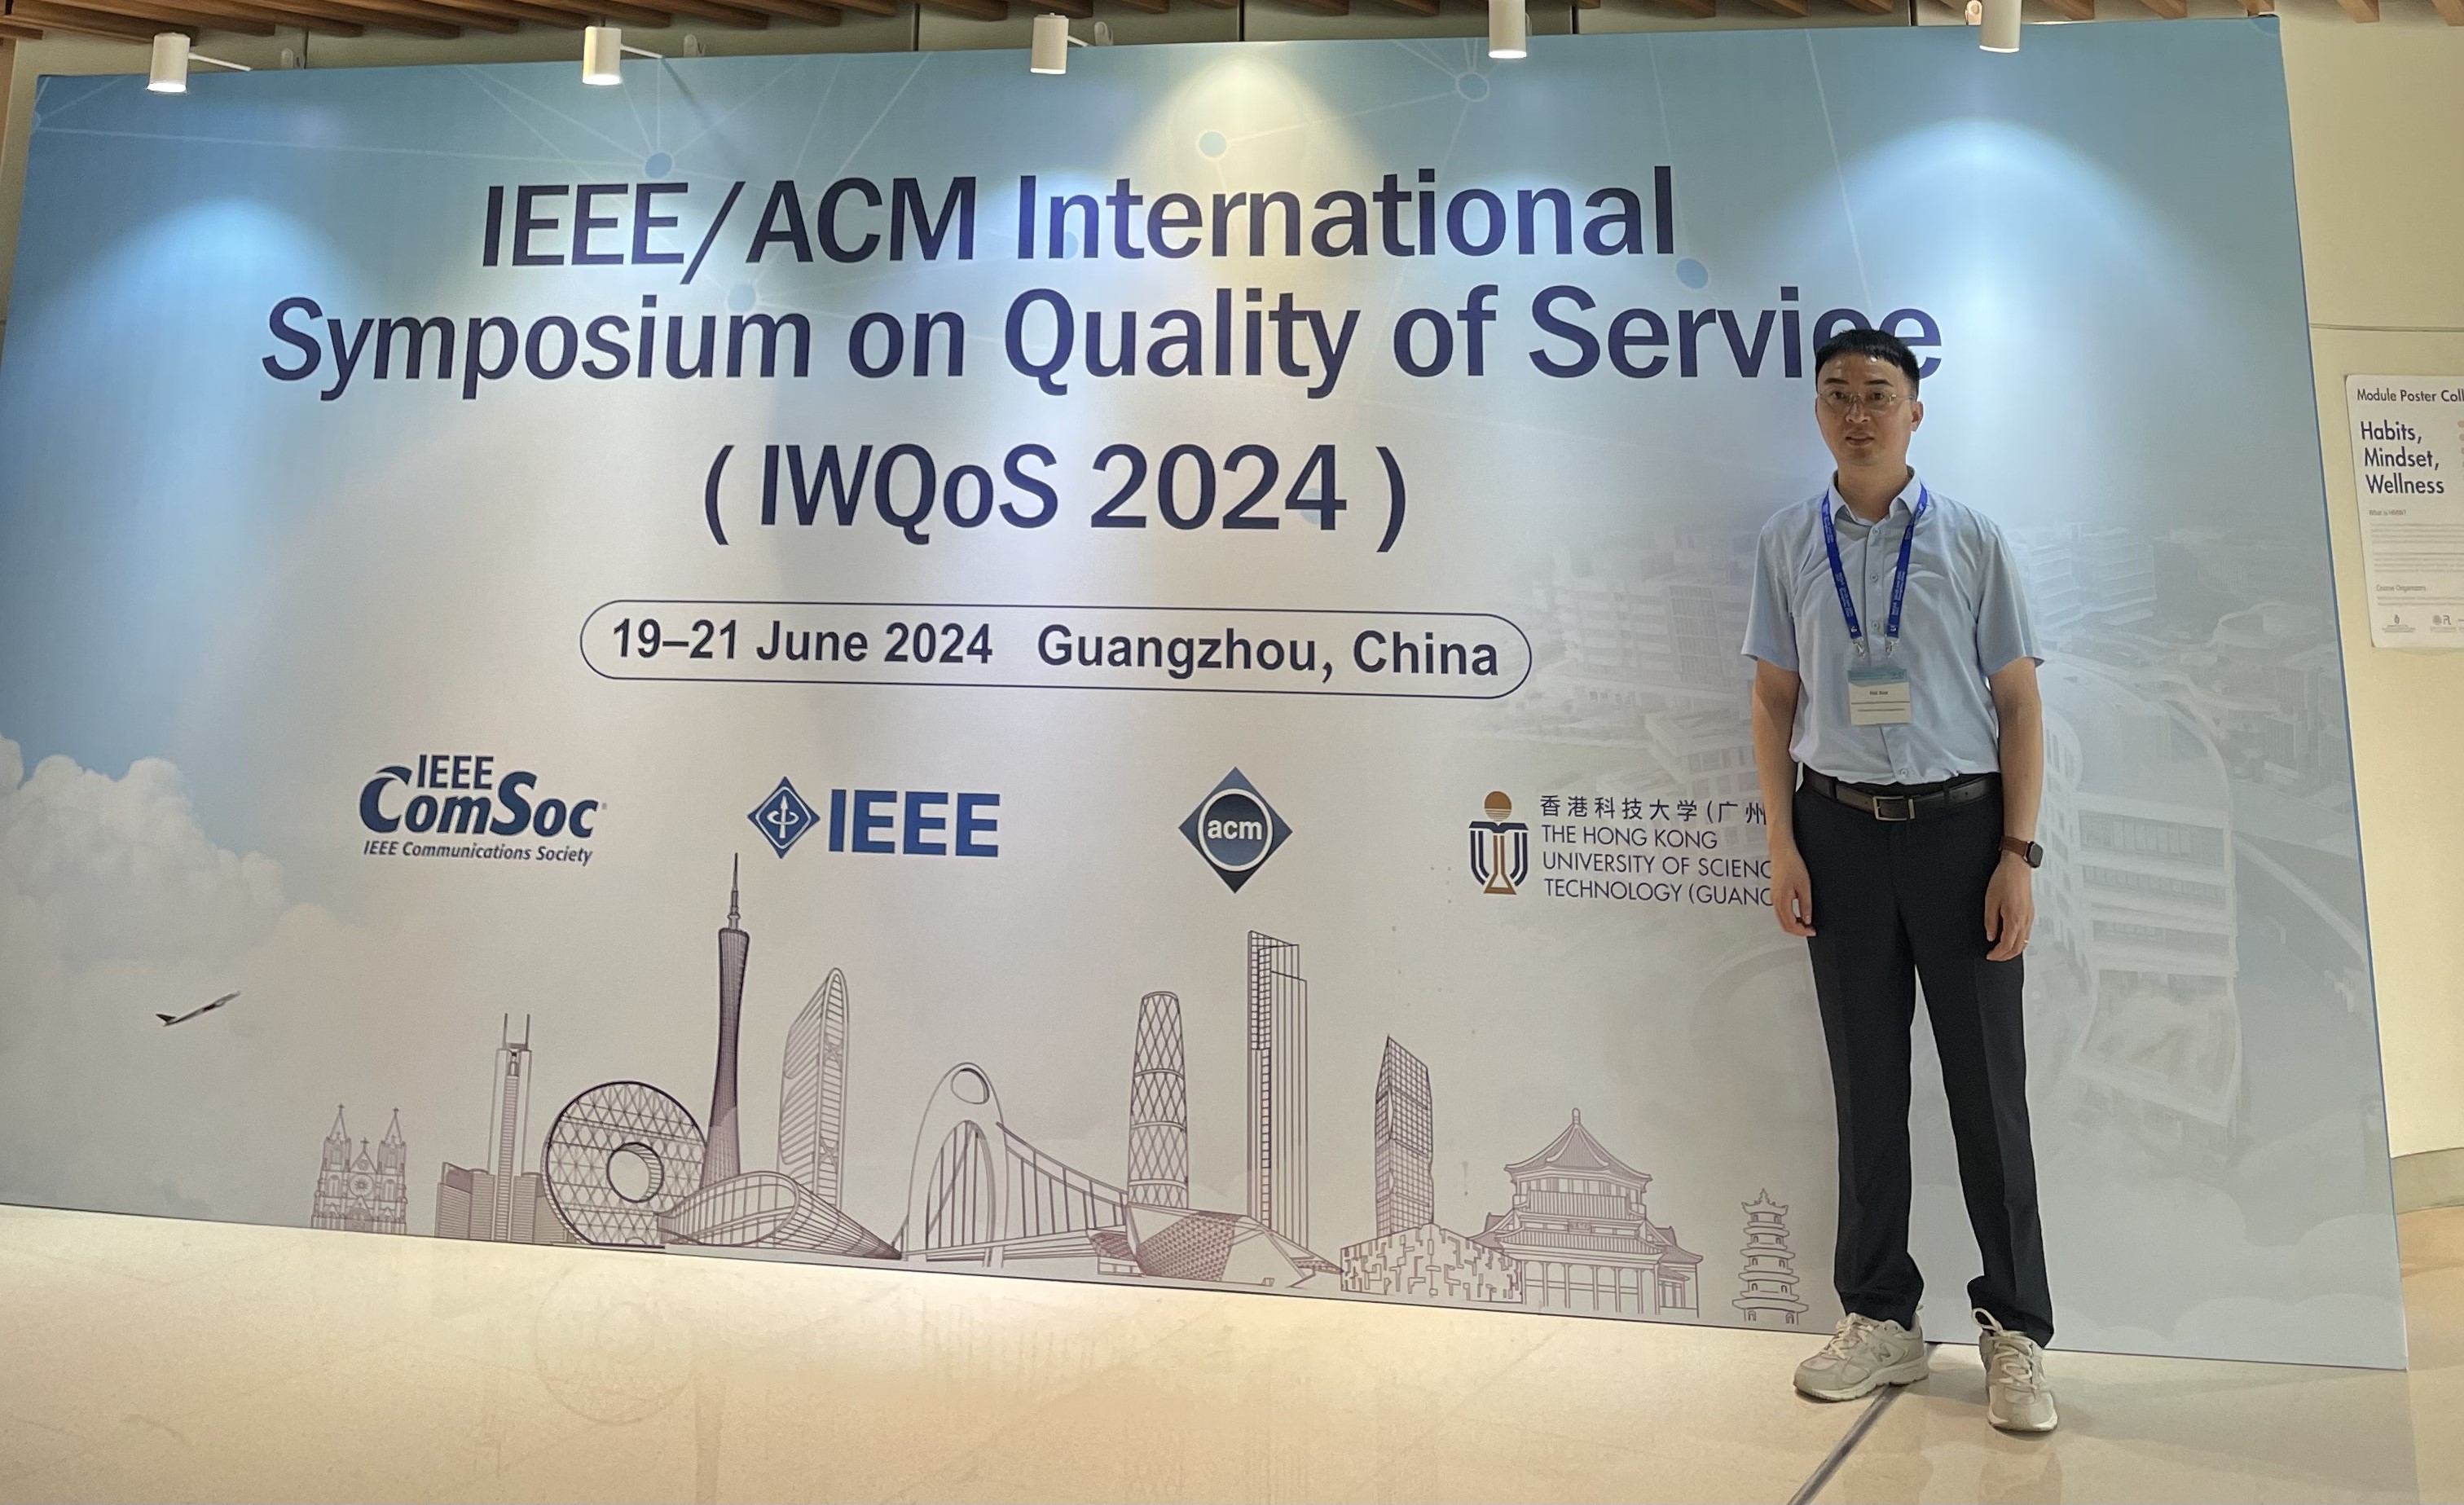 IEEE/ACM International
Symposium on Quality of Service
( IWQoS 2024 )
19–21 June 2024 Guangzhou, China
IEEE
ComSoc
IEEE Communications Society
IEEE
acm
香港科技大学(广州
THE HONG KONG
UNIVERSITY OF SCIENC
TECHNOLOGY (GUANG
Module Poster Coll
Habits,
Mindset,
Wellness